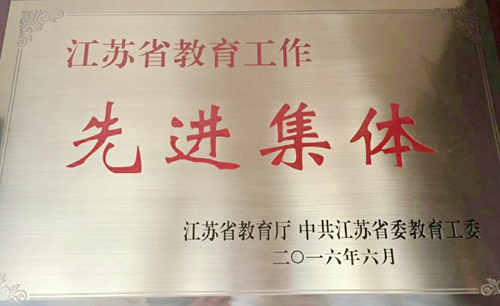 江苏省教育工作
先进集体
江苏省教育厅 中共江苏省委教育工委
二〇一六年六月